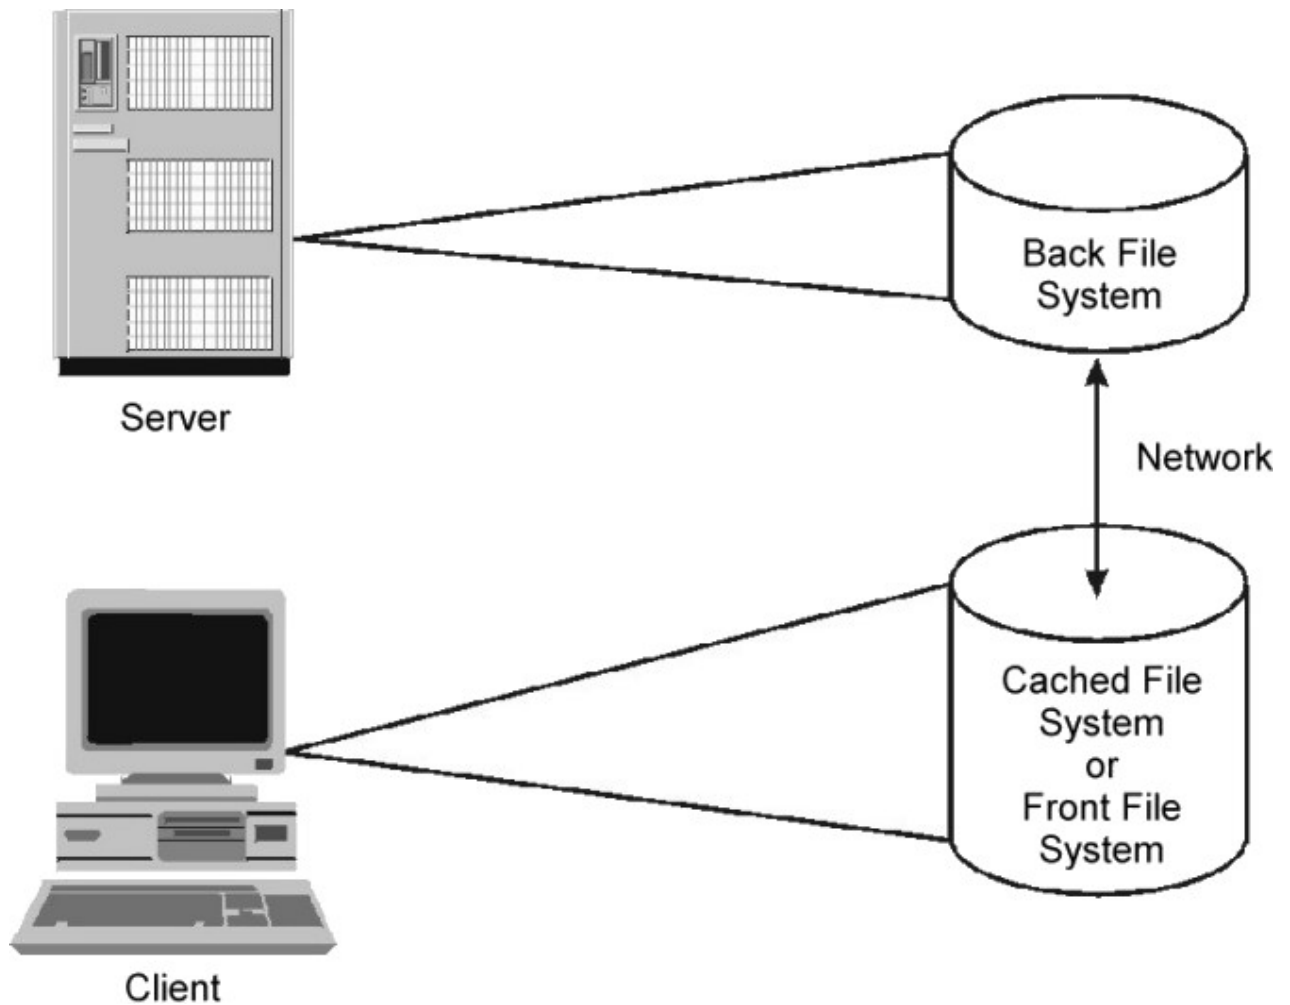 Back File
System
Server
Network
Cached File
System
or
Front File
System
Client